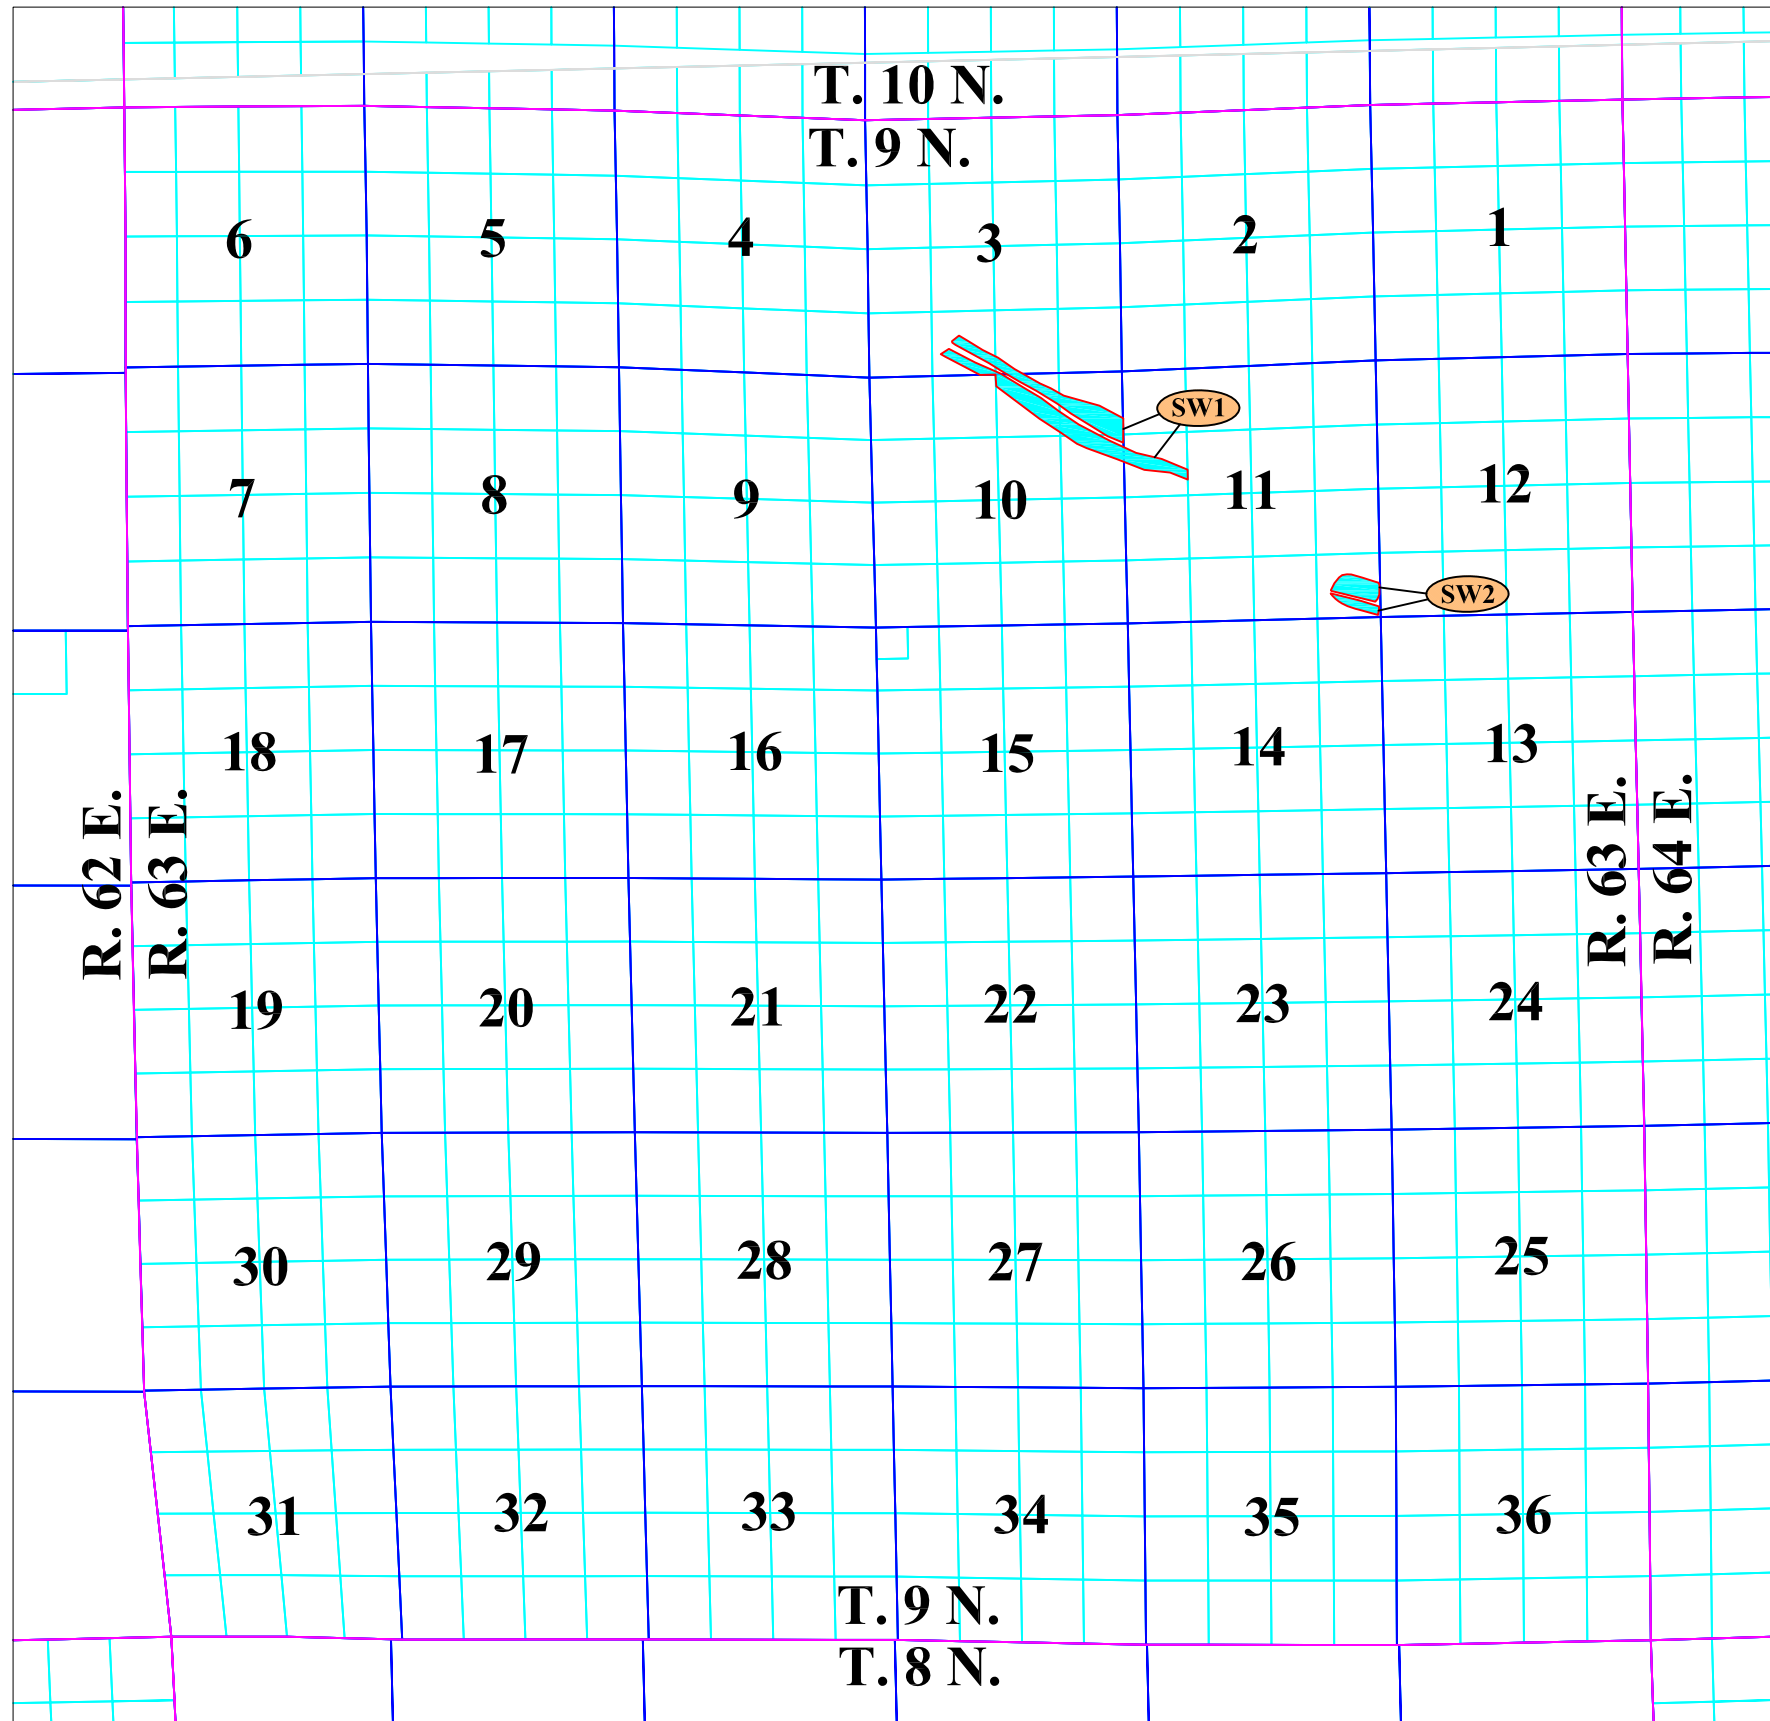 T. 10 N.
T. 9 N.
6 5 4 3 2 1
SW1
7 8 9 10 11 12
SW2
18 17 16 15 14 13
R. 62 E.
R. 63 E.
R. 63 E.
R. 64 E.
19 20 21 22 23 24
30 29 28 27 26 25
31 32 33 34 35 36
T. 9 N.
T. 8 N.